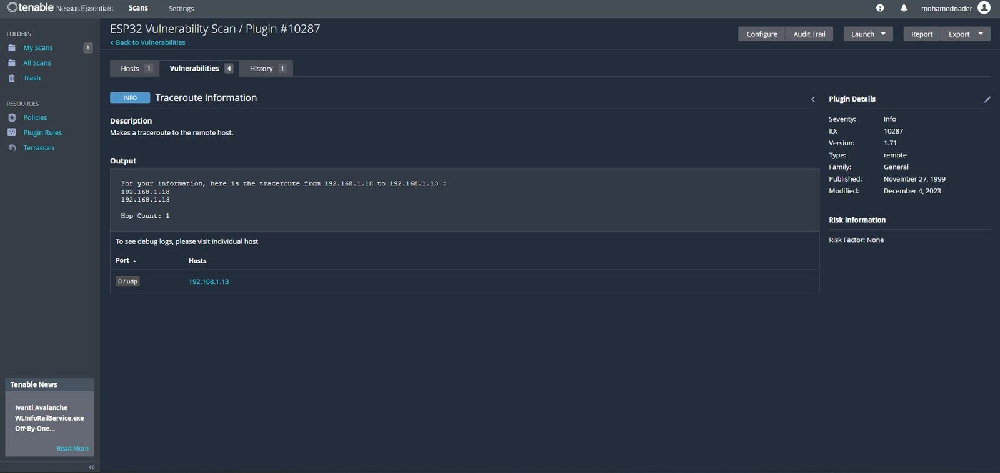 tenable Nessus Essentials Scans Settings mohamednader
FOLDERS
My Scans 1
All Scans
Trash
RESOURCES
Policies
Plugin Rules
Terrascan
Tenable News
Ivanti Avalanche
WLInfoRailService.exe
Off-By-One...
Read More
ESP32 Vulnerability Scan / Plugin #10287
Back to Vulnerabilities
Configure Audit Trail Launch Report Export
Hosts 1 Vulnerabilities 4 History 1
INFO Traceroute Information
Description
Makes a traceroute to the remote host.
Output
For your information, here is the traceroute from 192.168.1.18 to 192.168.1.13 :
192.168.1.18
192.168.1.13
Hop Count: 1
To see debug logs, please visit individual host
Port Hosts
0 / udp 192.168.1.13
Plugin Details
Severity: Info
ID: 10287
Version: 1.71
Type: remote
Family: General
Published: November 27, 1999
Modified: December 4, 2023
Risk Information
Risk Factor: None